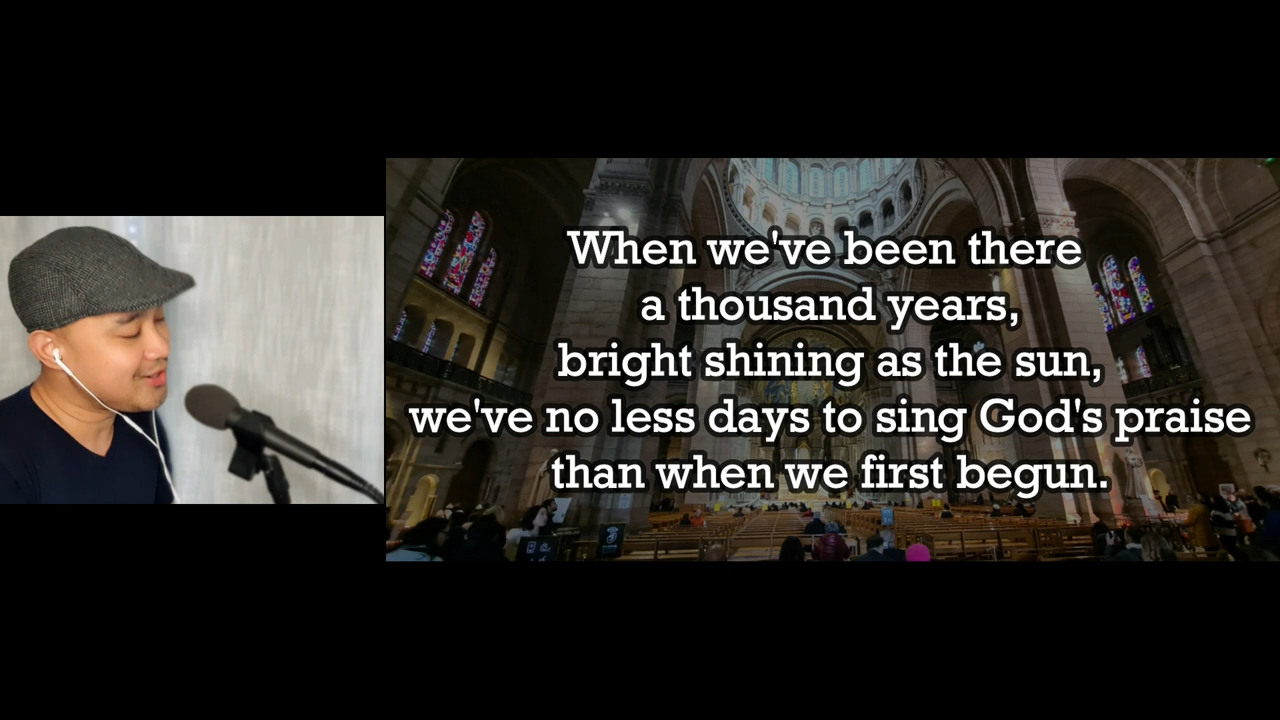 When we've been there
a thousand years,
bright shining as the sun,
we've no less days to sing God's praise
than when we first begun.